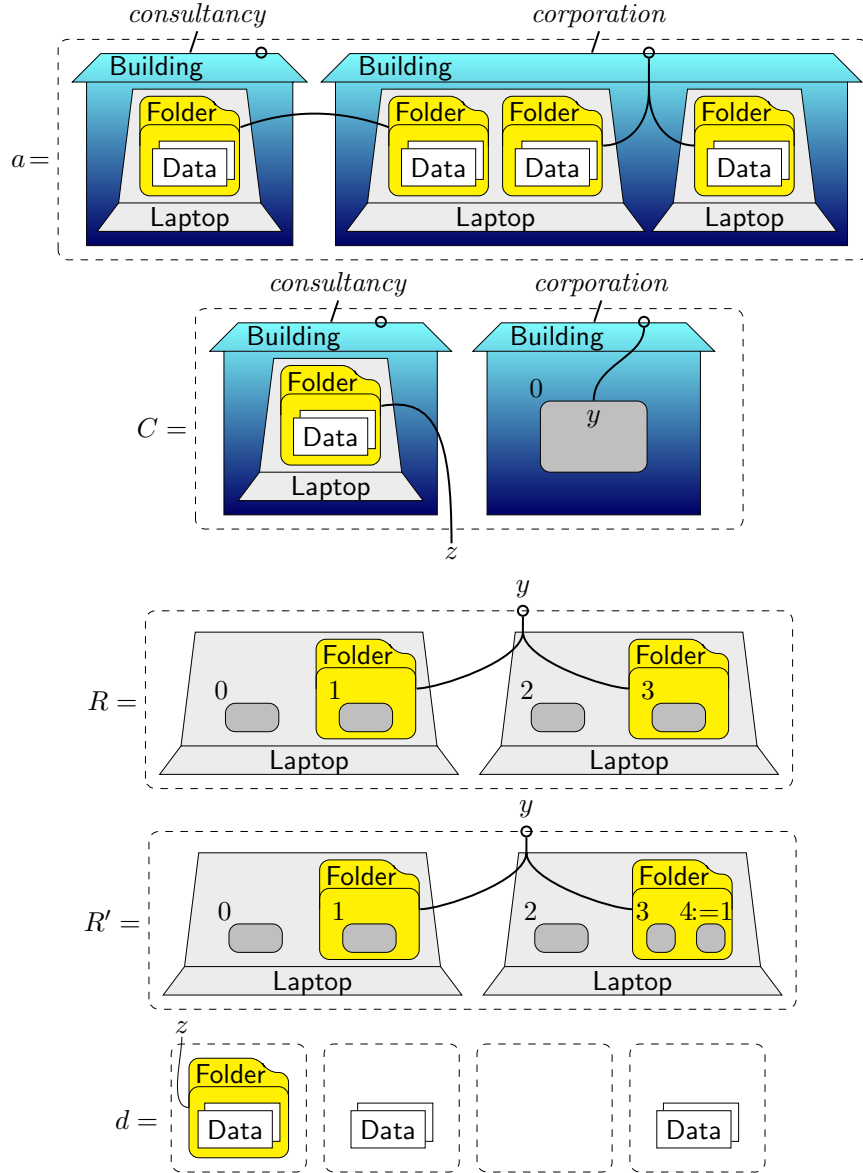 consultancy corporation
Building Building
Folder Folder Folder Folder
Data Data Data Data
a =
Laptop Laptop Laptop
consultancy corporation
Building Building
Folder
0
y
Data
C =
Laptop
z
y
Folder Folder
0 1 2 3
R =
Laptop Laptop
y
Folder Folder
0 1 2 3 4:=1
R′ =
Laptop Laptop
z
Folder
d =
Data Data Data